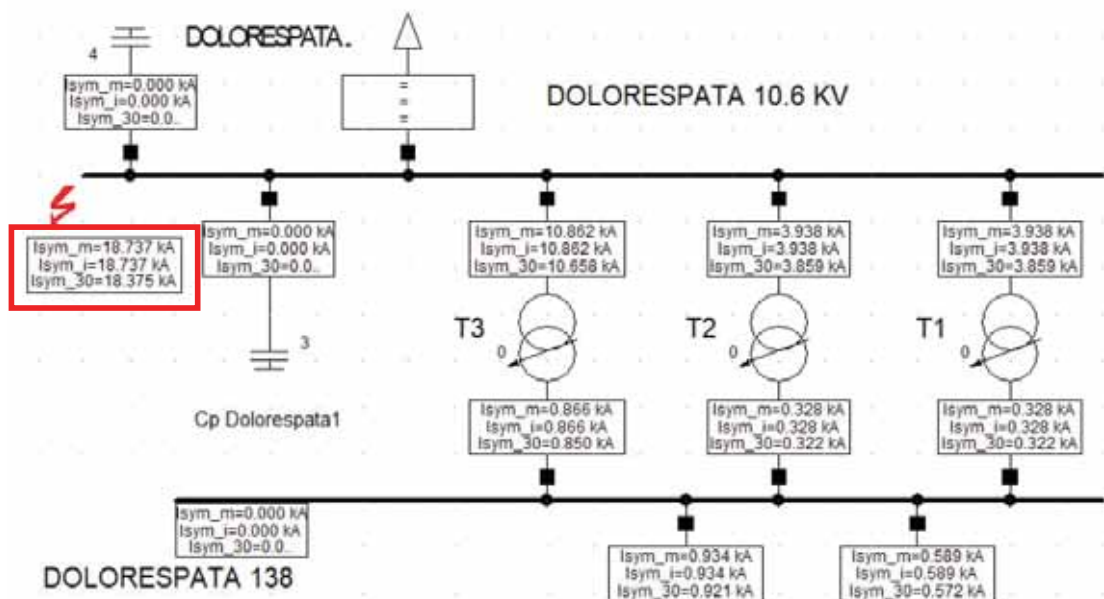 4
DOLORESPATA.
Isym_m=0.000 kA
Isym_i=0.000 kA
Isym_30=0.0..
=
=
=
DOLORESPATA 10.6 KV
Isym_m=18.737 kA
Isym_i=18.737 kA
Isym_30=18.375 kA
Isym_m=0.000 kA
Isym_i=0.000 kA
Isym_30=0.0..
Isym_m=10.862 kA
Isym_i=10.862 kA
Isym_30=10.658 kA
Isym_m=3.938 kA
Isym_i=3.938 kA
Isym_30=3.859 kA
Isym_m=3.938 kA
Isym_i=3.938 kA
Isym_30=3.859 kA
3
T3
0
T2
0
T1
0
Cp Dolorespata1
Isym_m=0.866 kA
Isym_i=0.866 kA
Isym_30=0.850 kA
Isym_m=0.328 kA
Isym_i=0.328 kA
Isym_30=0.322 kA
Isym_m=0.328 kA
Isym_i=0.328 kA
Isym_30=0.322 kA
Isym_m=0.000 kA
Isym_i=0.000 kA
Isym_30=0.0..
DOLORESPATA 138
Isym_m=0.934 kA
Isym_i=0.934 kA
Isym_30=0.921 kA
Isym_m=0.589 kA
Isym_i=0.589 kA
Isym_30=0.572 kA